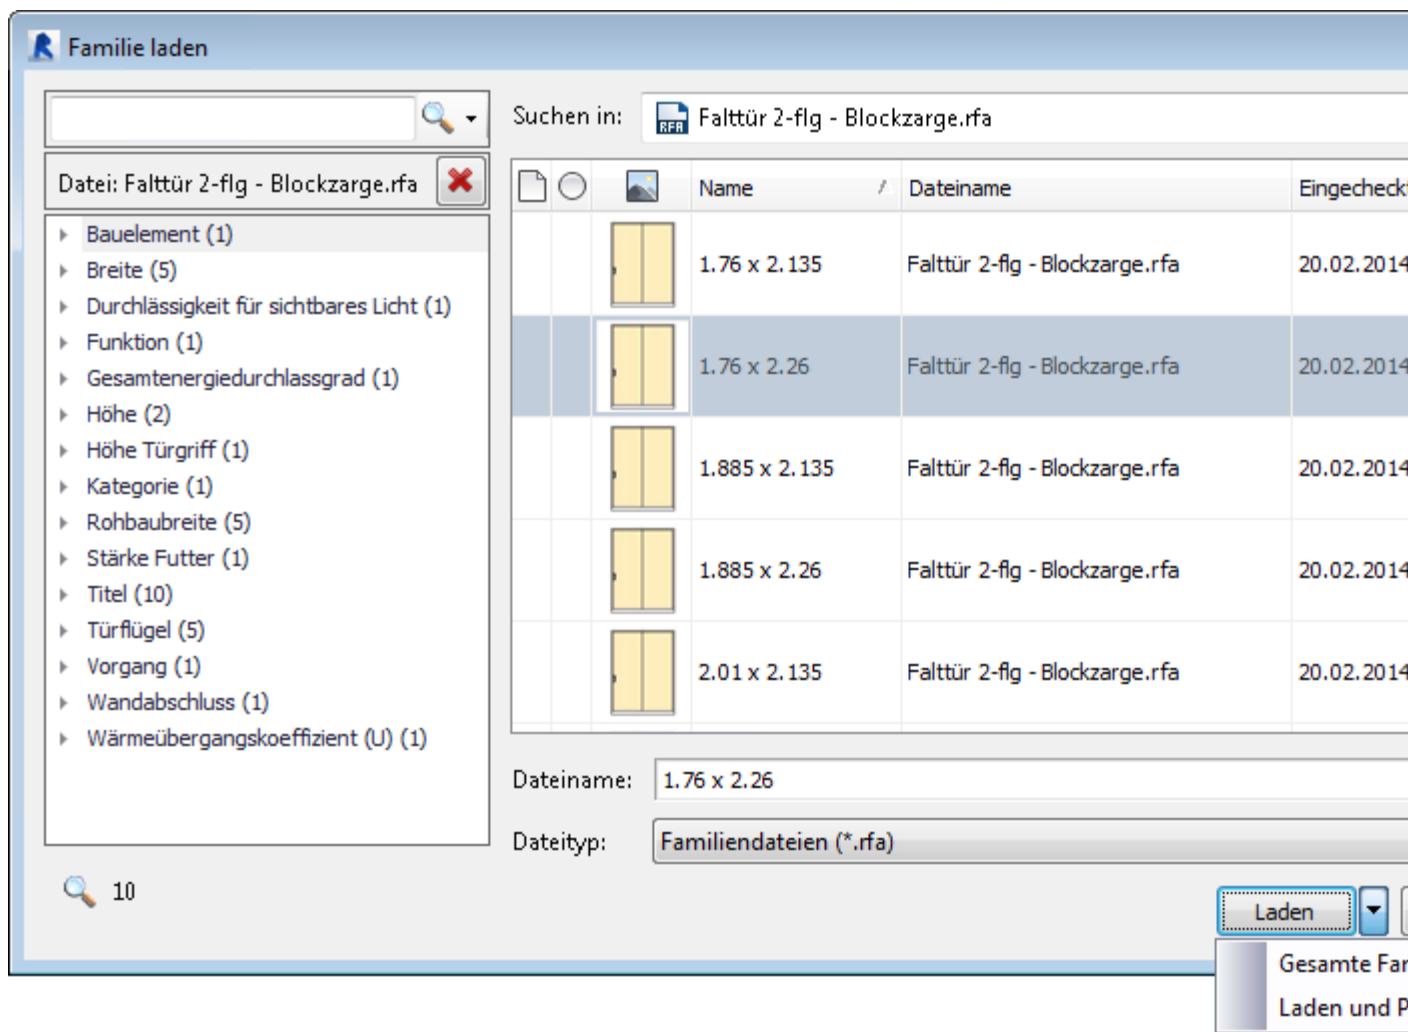 Familie laden
Datei: Falttür 2-flg - Blockzarge.rfa
Bauelement (1)
Breite (5)
Durchlässigkeit für sichtbares Licht (1)
Funktion (1)
Gesamtenergiedurchlassgrad (1)
Höhe (2)
Höhe Türgriff (1)
Kategorie (1)
Rohbaubreite (5)
Stärke Futter (1)
Titel (10)
Türflügel (5)
Vorgang (1)
Wandabschluss (1)
Wärmeübergangskoeffizient (U) (1)
10
Suchen in: RFA Falttür 2-flg - Blockzarge.rfa
Name Dateiname Eingecheckt
1.76 x 2.135 Falttür 2-flg - Blockzarge.rfa 20.02.2014
1.76 x 2.26 Falttür 2-flg - Blockzarge.rfa 20.02.2014
1.885 x 2.135 Falttür 2-flg - Blockzarge.rfa 20.02.2014
1.885 x 2.26 Falttür 2-flg - Blockzarge.rfa 20.02.2014
2.01 x 2.135 Falttür 2-flg - Blockzarge.rfa 20.02.2014
Dateiname: 1.76 x 2.26
Dateityp: Familiendateien (*.rfa)
Laden
Gesamte Far
Laden und P